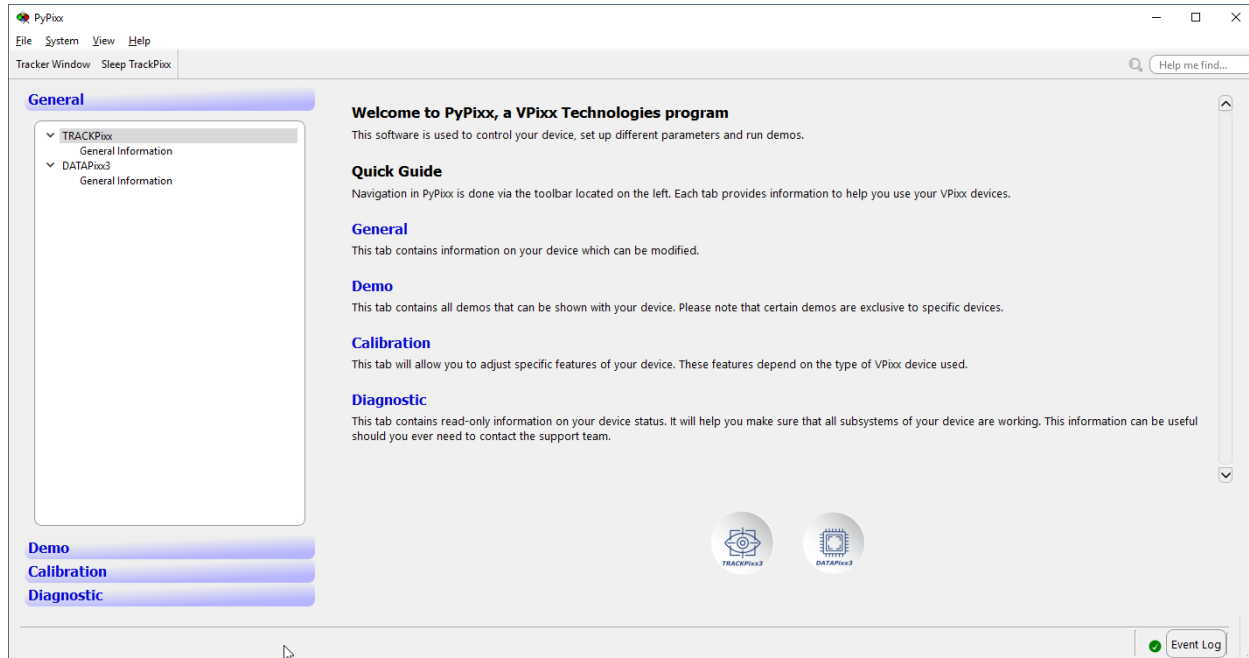 PyPixx
File System View Help
Tracker Window Sleep TrackPixx
Help me find...
General
TRACKPixx
General Information
DATAPixx3
General Information
Demo
Calibration
Diagnostic
Welcome to PyPixx, a VPixx Technologies program
This software is used to control your device, set up different parameters and run demos.
Quick Guide
Navigation in PyPixx is done via the toolbar located on the left. Each tab provides information to help you use your VPixx devices.
General
This tab contains information on your device which can be modified.
Demo
This tab contains all demos that can be shown with your device. Please note that certain demos are exclusive to specific devices.
Calibration
This tab will allow you to adjust specific features of your device. These features depend on the type of VPixx device used.
Diagnostic
This tab contains read-only information on your device status. It will help you make sure that all subsystems of your device are working. This information can be useful
should you ever need to contact the support team.
TRACKPixx3
DATAPixx3
Event Log